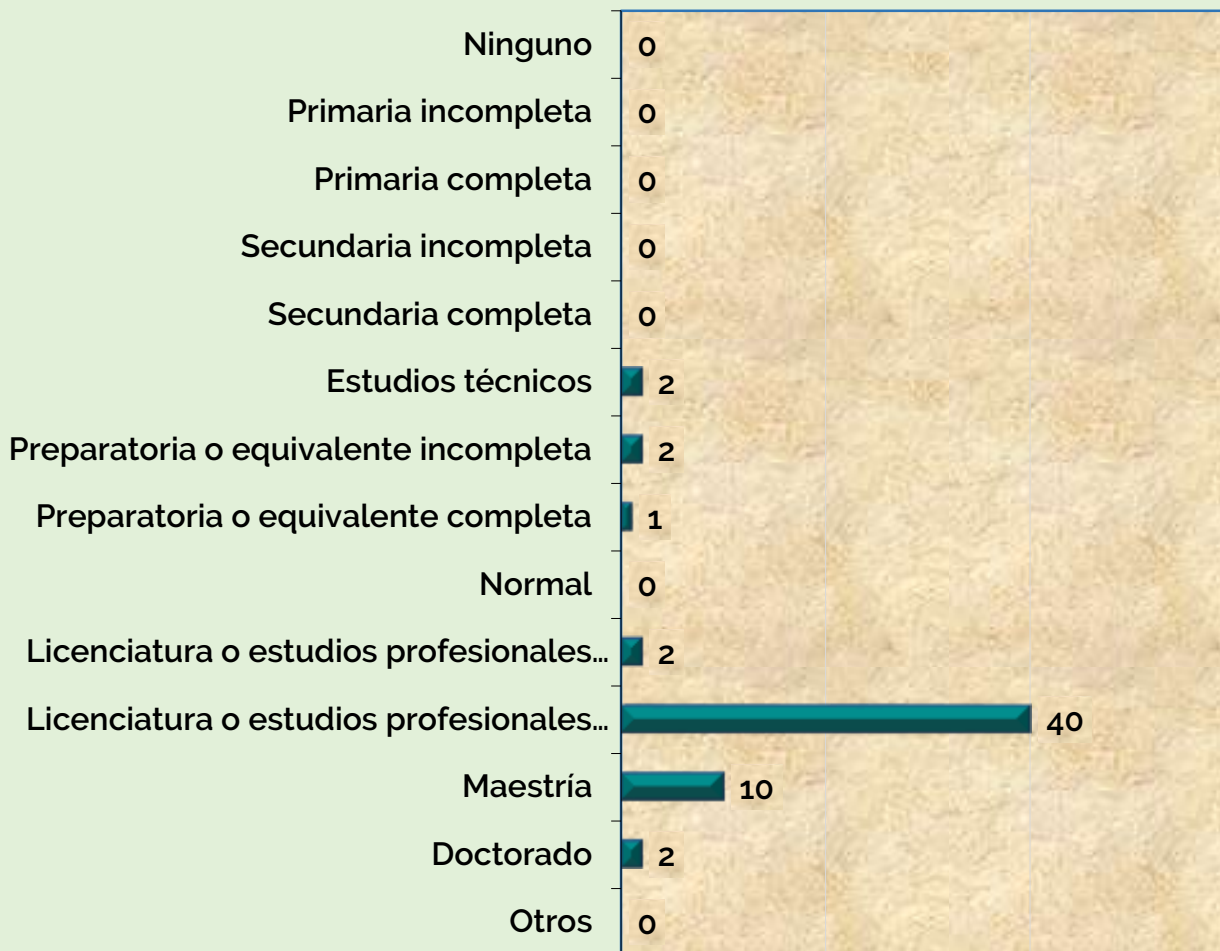 Ninguno 0
Primaria incompleta 0
Primaria completa 0
Secundaria incompleta 0
Secundaria completa 0
Estudios técnicos 2
Preparatoria o equivalente incompleta 2
Preparatoria o equivalente completa 1
Normal 0
Licenciatura o estudios profesionales… 2
Licenciatura o estudios profesionales… 40
Maestría 10
Doctorado 2
Otros 0